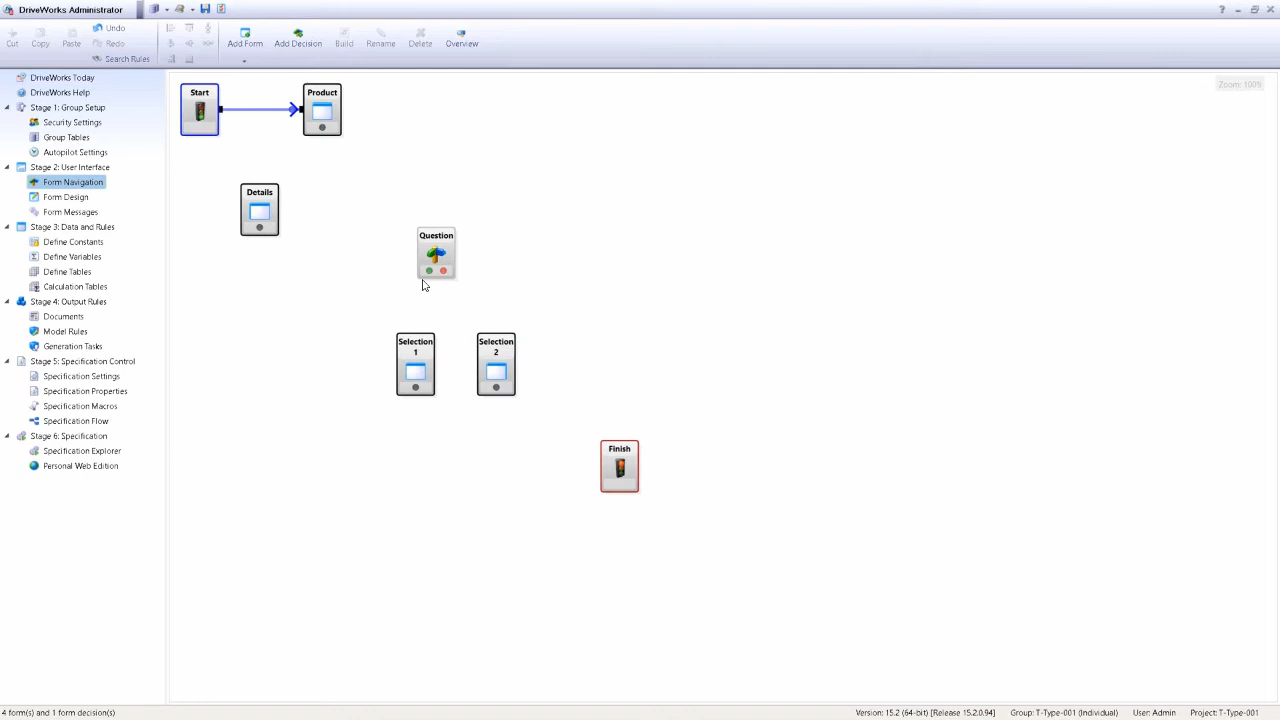 DriveWorks Administrator
Cut
Copy
Paste
Undo
Redo
Search Rules
Add Form
Add Decision
Build
Rename
Delete
Overview
DriveWorks Today
DriveWorks Help
Stage 1: Group Setup
Security Settings
Group Tables
Autopilot Settings
Stage 2: User Interface
Form Navigation
Form Design
Form Messages
Stage 3: Data and Rules
Define Constants
Define Variables
Define Tables
Calculation Tables
Stage 4: Output Rules
Documents
Model Rules
Generation Tasks
Stage 5: Specification Control
Specification Settings
Specification Properties
Specification Macros
Specification Flow
Stage 6: Specification
Specification Explorer
Personal Web Edition
Zoom: 100%
Start
Product
Details
Question
Selection
1
Selection
2
Finish
4 form(s) and 1 form decision(s)
Version: 15.2 (64-bit) [Release 15.2.0.94]
Group: T-Type-001 (Individual)
User: Admin
Project: T-Type-001